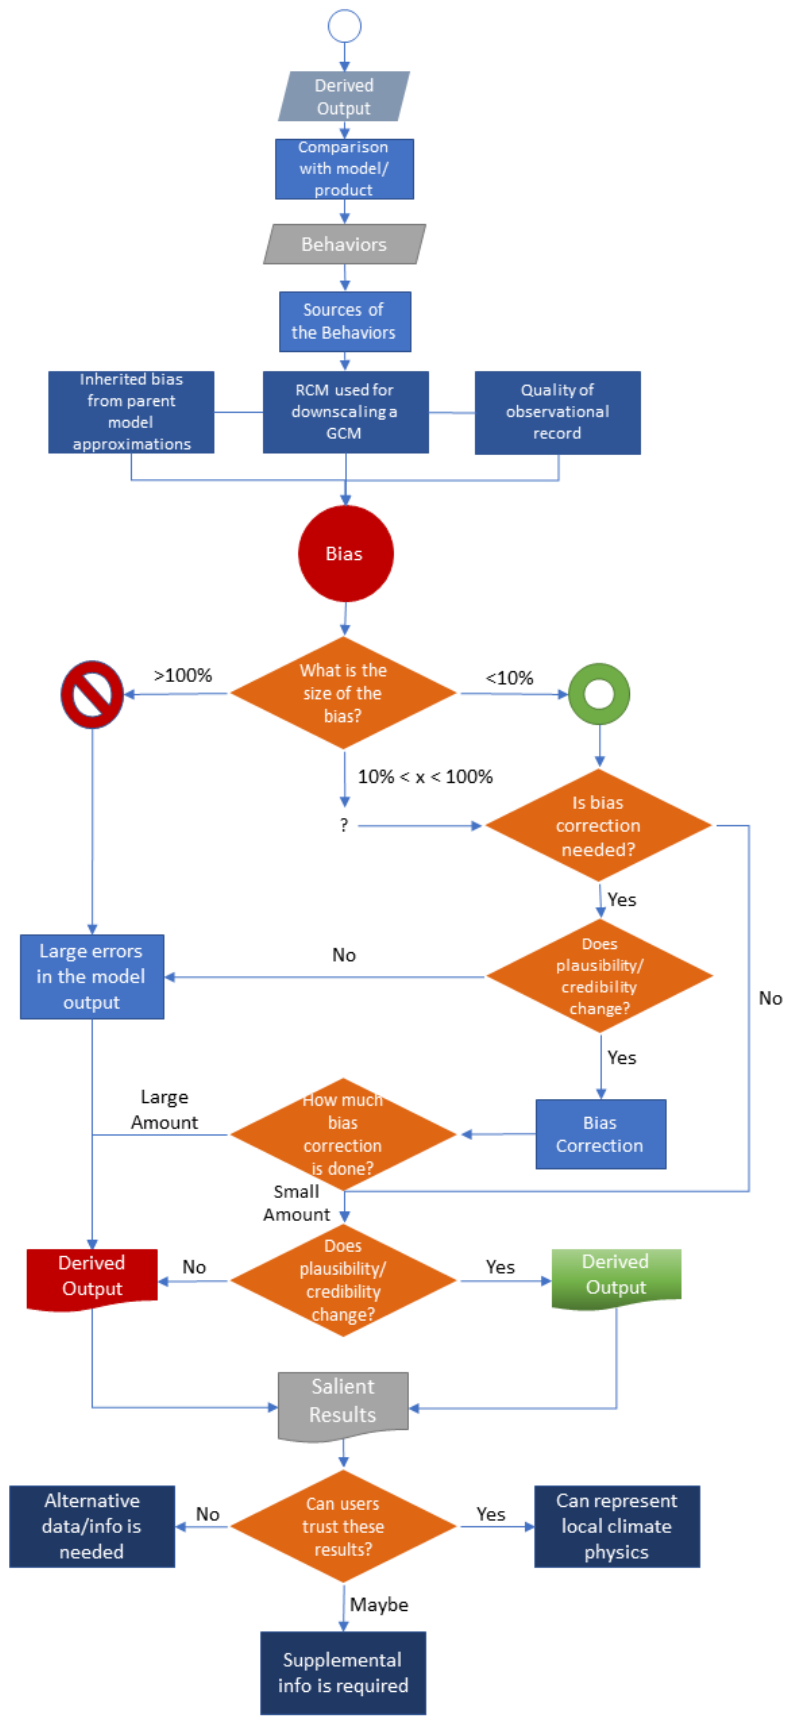 Derived
Output
Comparison
with model/
product
Behaviors
Sources of
the Behaviors
Inherited bias
from parent
model
approximations
RCM used for
downscaling a
GCM
Quality of
observational
record
Bias
What is the
size of the
bias?
>100%
<10%
10% < x < 100%
?
Is bias
correction
needed?
Yes
No
Does
plausibility/
credibility
change?
No
Large errors
in the model
output
Yes
Bias
Correction
How much
bias
correction
is done?
Large
Amount
Small
Amount
Does
plausibility/
credibility
change?
No
Yes
Derived
Output
Derived
Output
Salient
Results
Can users
trust these
results?
No
Yes
Alternative
data/info is
needed
Can represent
local climate
physics
Maybe
Supplemental
info is required